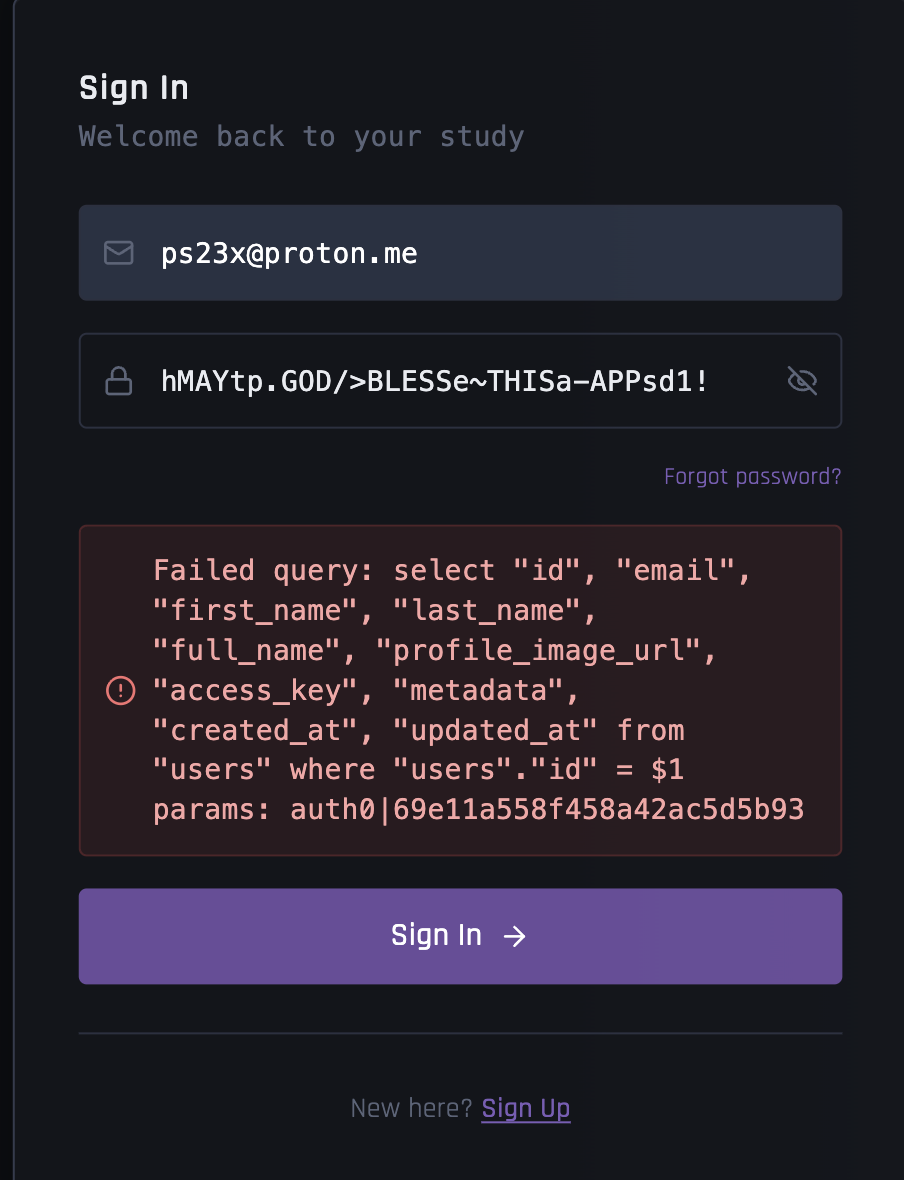 Sign In
Welcome back to your study
ps23x@proton.me
hMAYtp.GOD/>BLESSe~THISa-APPsd1!
Forgot password?
Failed query: select "id", "email",
"first_name", "last_name",
"full_name", "profile_image_url",
"access_key", "metadata",
"created_at", "updated_at" from
"users" where "users"."id" = $1
params: auth0|69e11a558f458a42ac5d5b93
Sign In →
New here? Sign Up